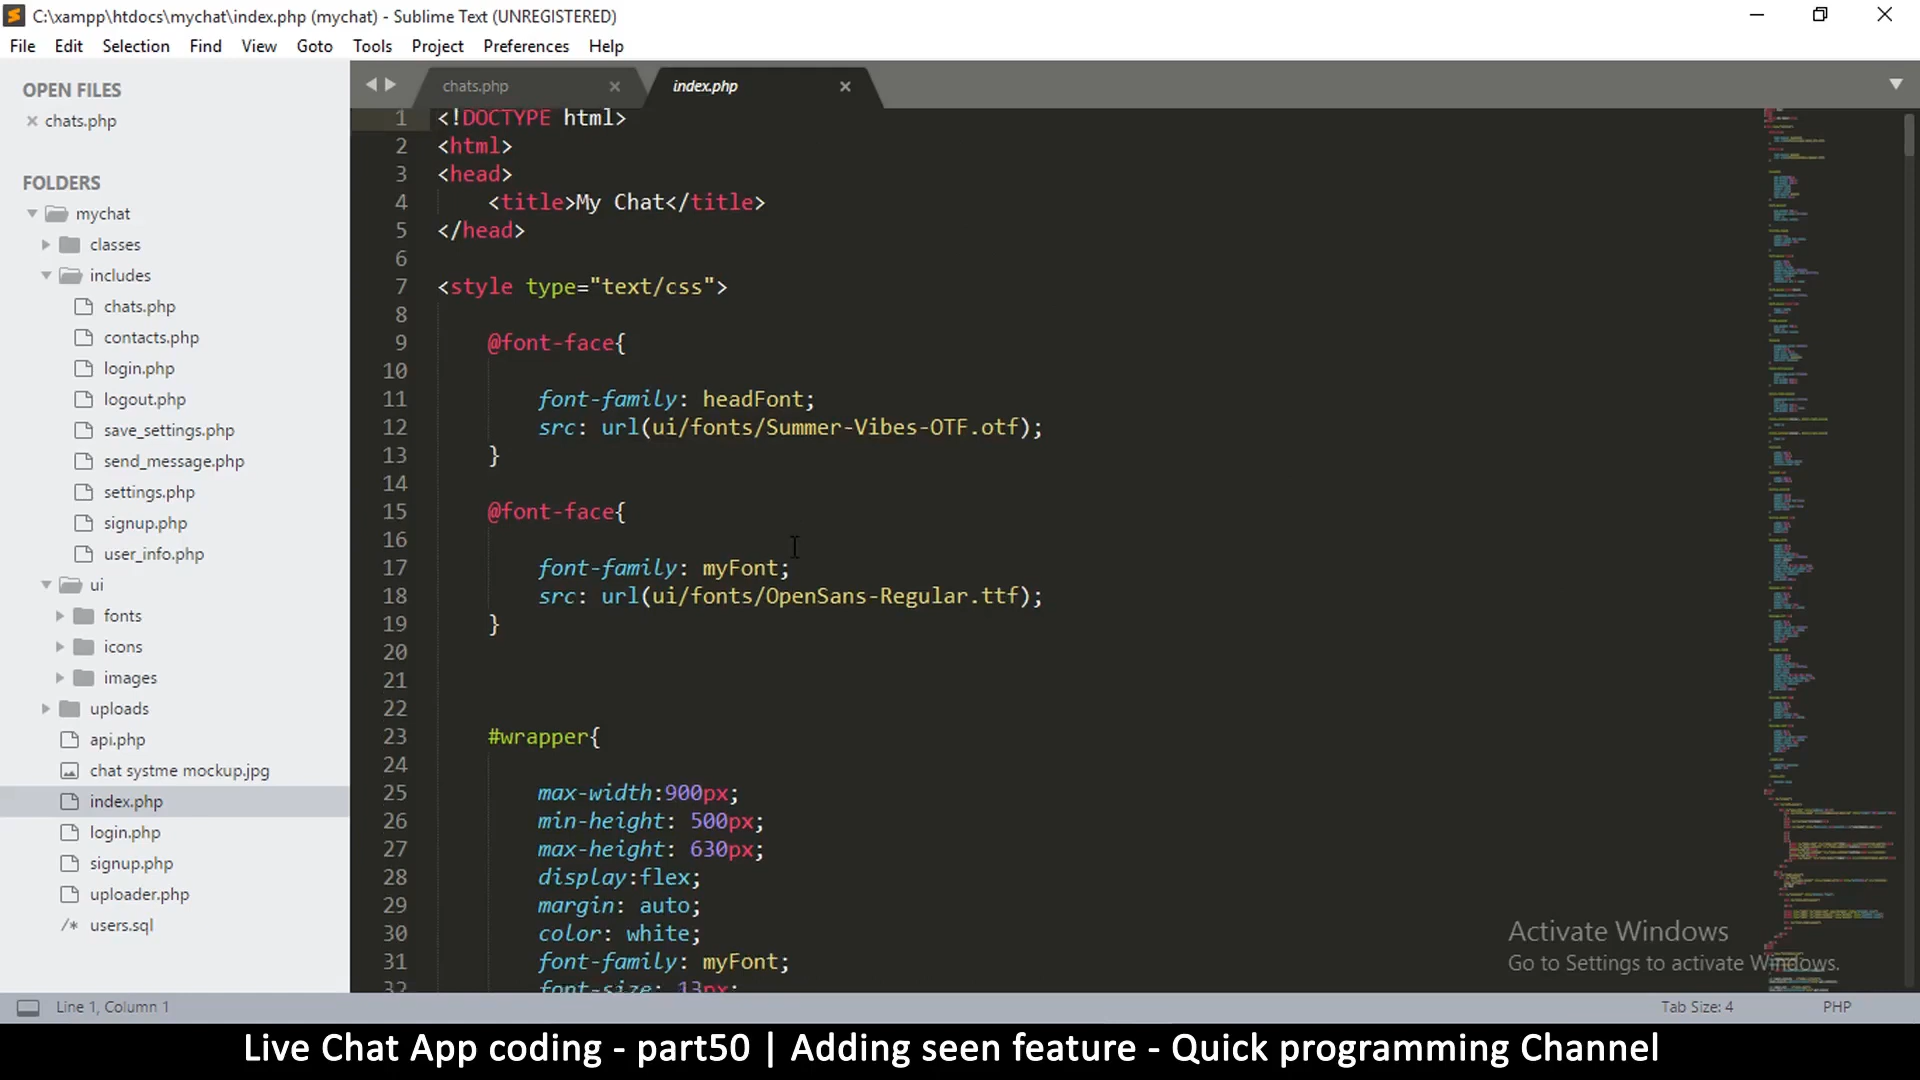 C:\xampp\htdocs\mychat\index.php (mychat) - Sublime Text (UNREGISTERED)
File Edit Selection Find View Goto Tools Project Preferences Help
OPEN FILES
chats.php
FOLDERS
mychat
classes
includes
chats.php
contacts.php
login.php
logout.php
save_settings.php
send_message.php
settings.php
signup.php
user_info.php
ui
fonts
icons
images
uploads
api.php
chat systme mockup.jpg
index.php
login.php
signup.php
uploader.php
/* users.sql
chats.php index.php
1 <!DOCTYPE html>
2 <html>
3 <head>
4 <title>My Chat</title>
5 </head>
6
7 <style type="text/css">
8
9 @font-face{
10
11 font-family: headFont;
12 src: url(ui/fonts/Summer-Vibes-OTF.otf);
13 }
14
15 @font-face{
16
17 font-family: myFont;
18 src: url(ui/fonts/OpenSans-Regular.ttf);
19 }
20
21
22
23 #wrapper{
24
25 max-width:900px;
26 min-height: 500px;
27 max-height: 630px;
28 display:flex;
29 margin: auto;
30 color: white;
31 font-family: myFont;
32 font-size: 13px;
Activate Windows
Go to Settings to activate Windows.
Line 1, Column 1 Tab Size: 4 PHP
Live Chat App coding - part50 | Adding seen feature - Quick programming Channel